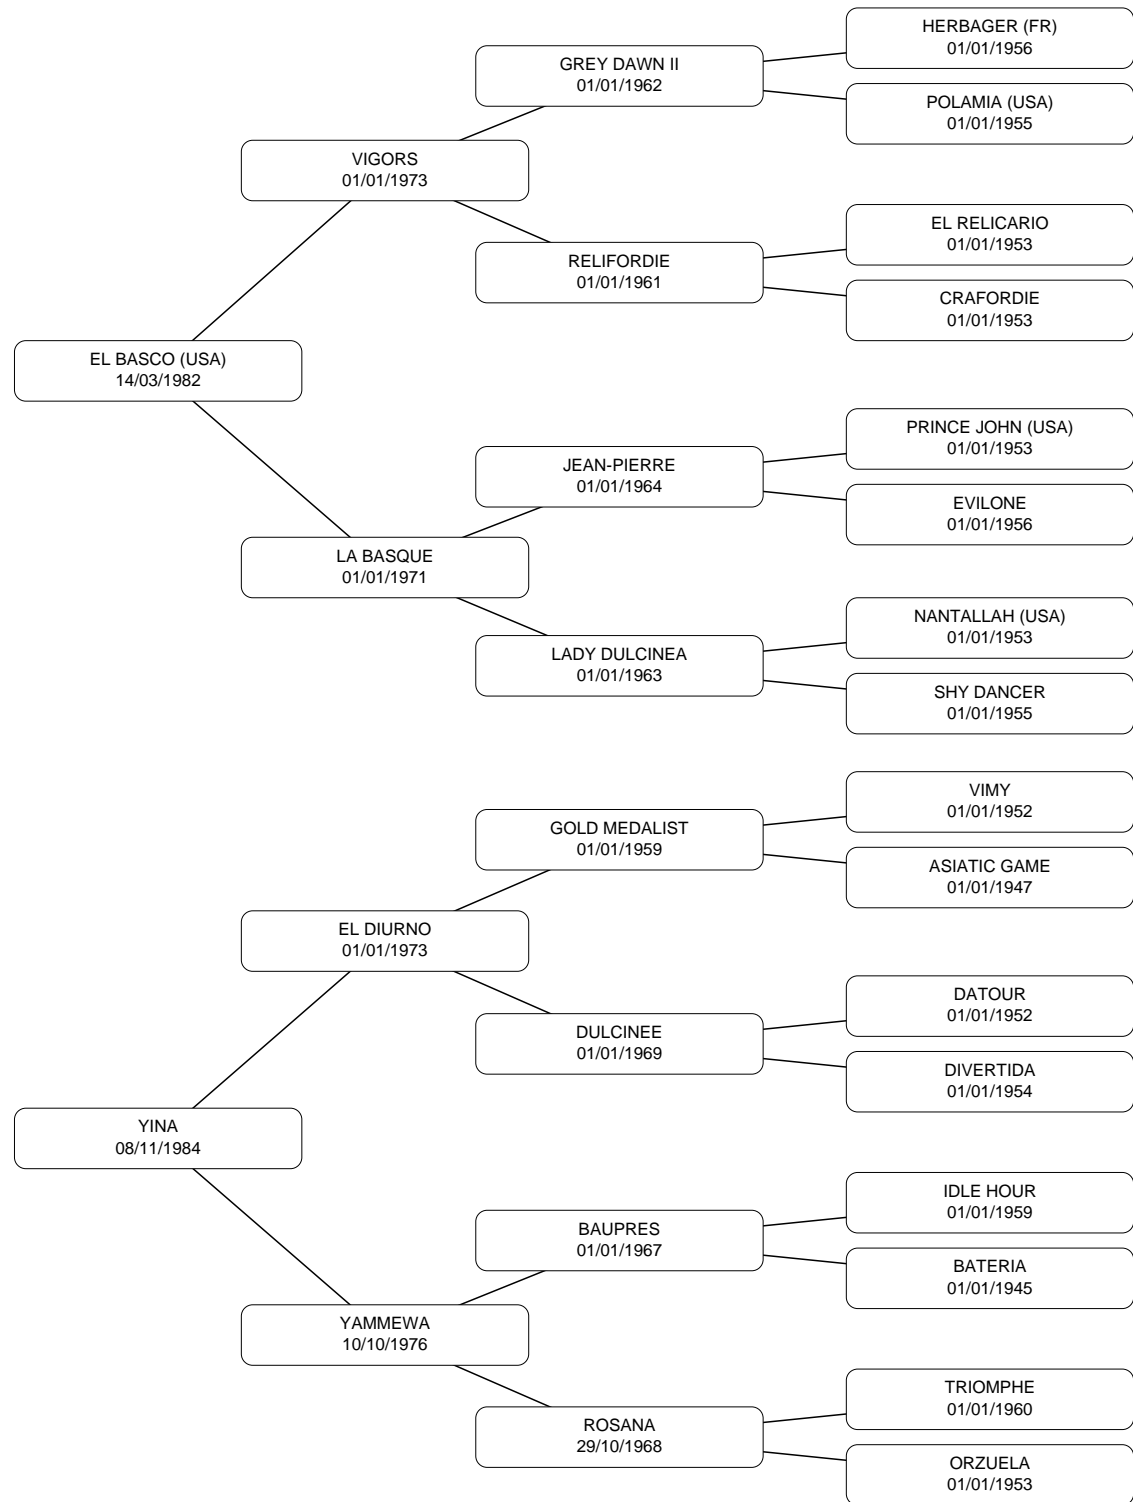 HERBAGER (FR)
01/01/1956
GREY DAWN II
01/01/1962
POLAMIA (USA)
01/01/1955
VIGORS
01/01/1973
EL RELICARIO
01/01/1953
RELIFORDIE
01/01/1961
CRAFORDIE
01/01/1953
EL BASCO (USA)
14/03/1982
PRINCE JOHN (USA)
01/01/1953
JEAN-PIERRE
01/01/1964
EVILONE
01/01/1956
LA BASQUE
01/01/1971
NANTALLAH (USA)
01/01/1953
LADY DULCINEA
01/01/1963
SHY DANCER
01/01/1955
VIMY
01/01/1952
GOLD MEDALIST
01/01/1959
ASIATIC GAME
01/01/1947
EL DIURNO
01/01/1973
DATOUR
01/01/1952
DULCINEE
01/01/1969
DIVERTIDA
01/01/1954
YINA
08/11/1984
IDLE HOUR
01/01/1959
BAUPRES
01/01/1967
BATERIA
01/01/1945
YAMMEWA
10/10/1976
TRIOMPHE
01/01/1960
ROSANA
29/10/1968
ORZUELA
01/01/1953